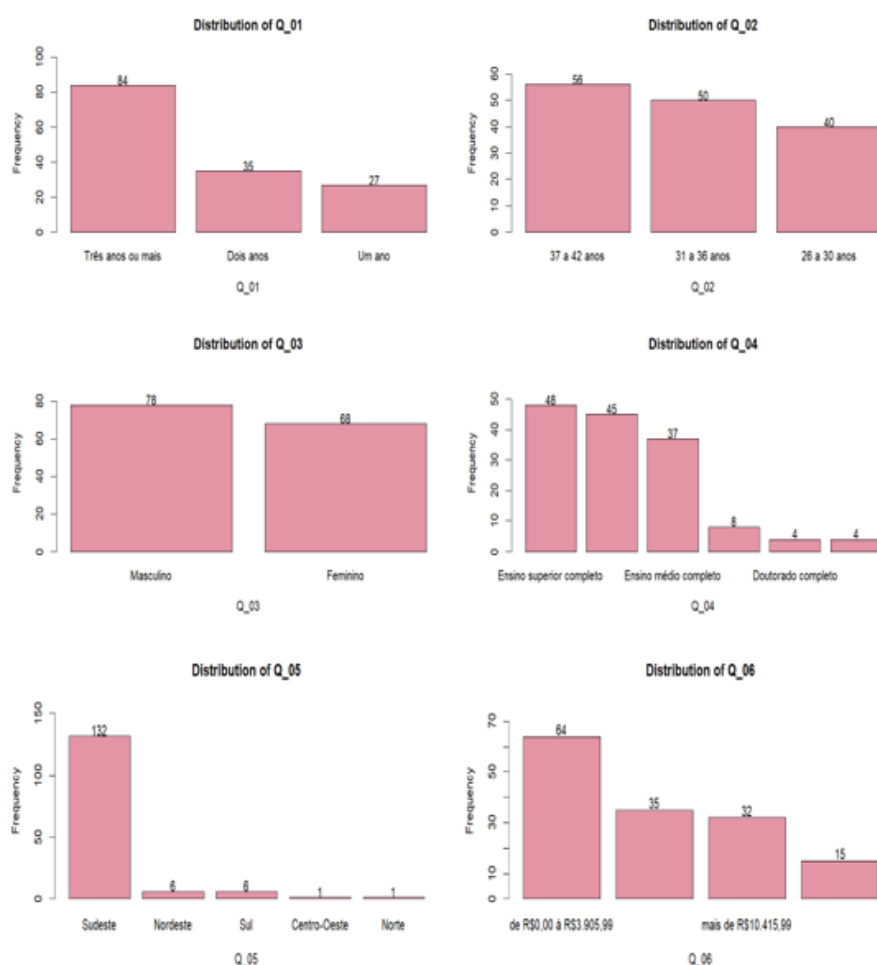 Distribution of Q_01
Frequency
100
80
60
40
20
0
84
35
27
Três anos ou mais Dois anos Um ano
Q_01
Distribution of Q_02
Frequency
60
50
40
30
20
10
0
56
50
40
37 a 42 anos 31 a 36 anos 26 a 30 anos
Q_02
Distribution of Q_03
Frequency
80
60
40
20
0
78
68
Masculino Feminino
Q_03
Distribution of Q_04
Frequency
50
40
30
20
10
0
48
45
37
8
4
4
Ensino superior completo Ensino médio completo Doutorado completo
Q_04
Distribution of Q_05
Frequency
150
100
50
0
132
6
6
1
1
Sudeste Nordeste Sul Centro-Oeste Norte
Q_05
Distribution of Q_06
Frequency
70
50
30
10
0
64
35
32
15
de R$0,00 à R$3.905,99 mais de R$10.415,99
Q_06